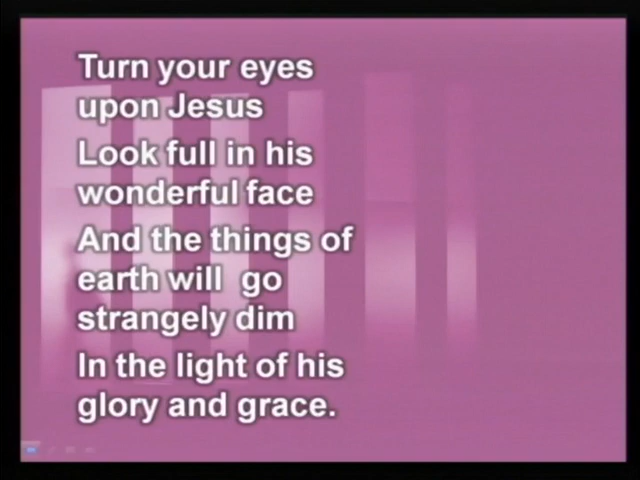 Turn your eyes
upon Jesus
Look full in his
wonderful face
And the things of
earth will  go
strangely dim
In the light of his
glory and grace.